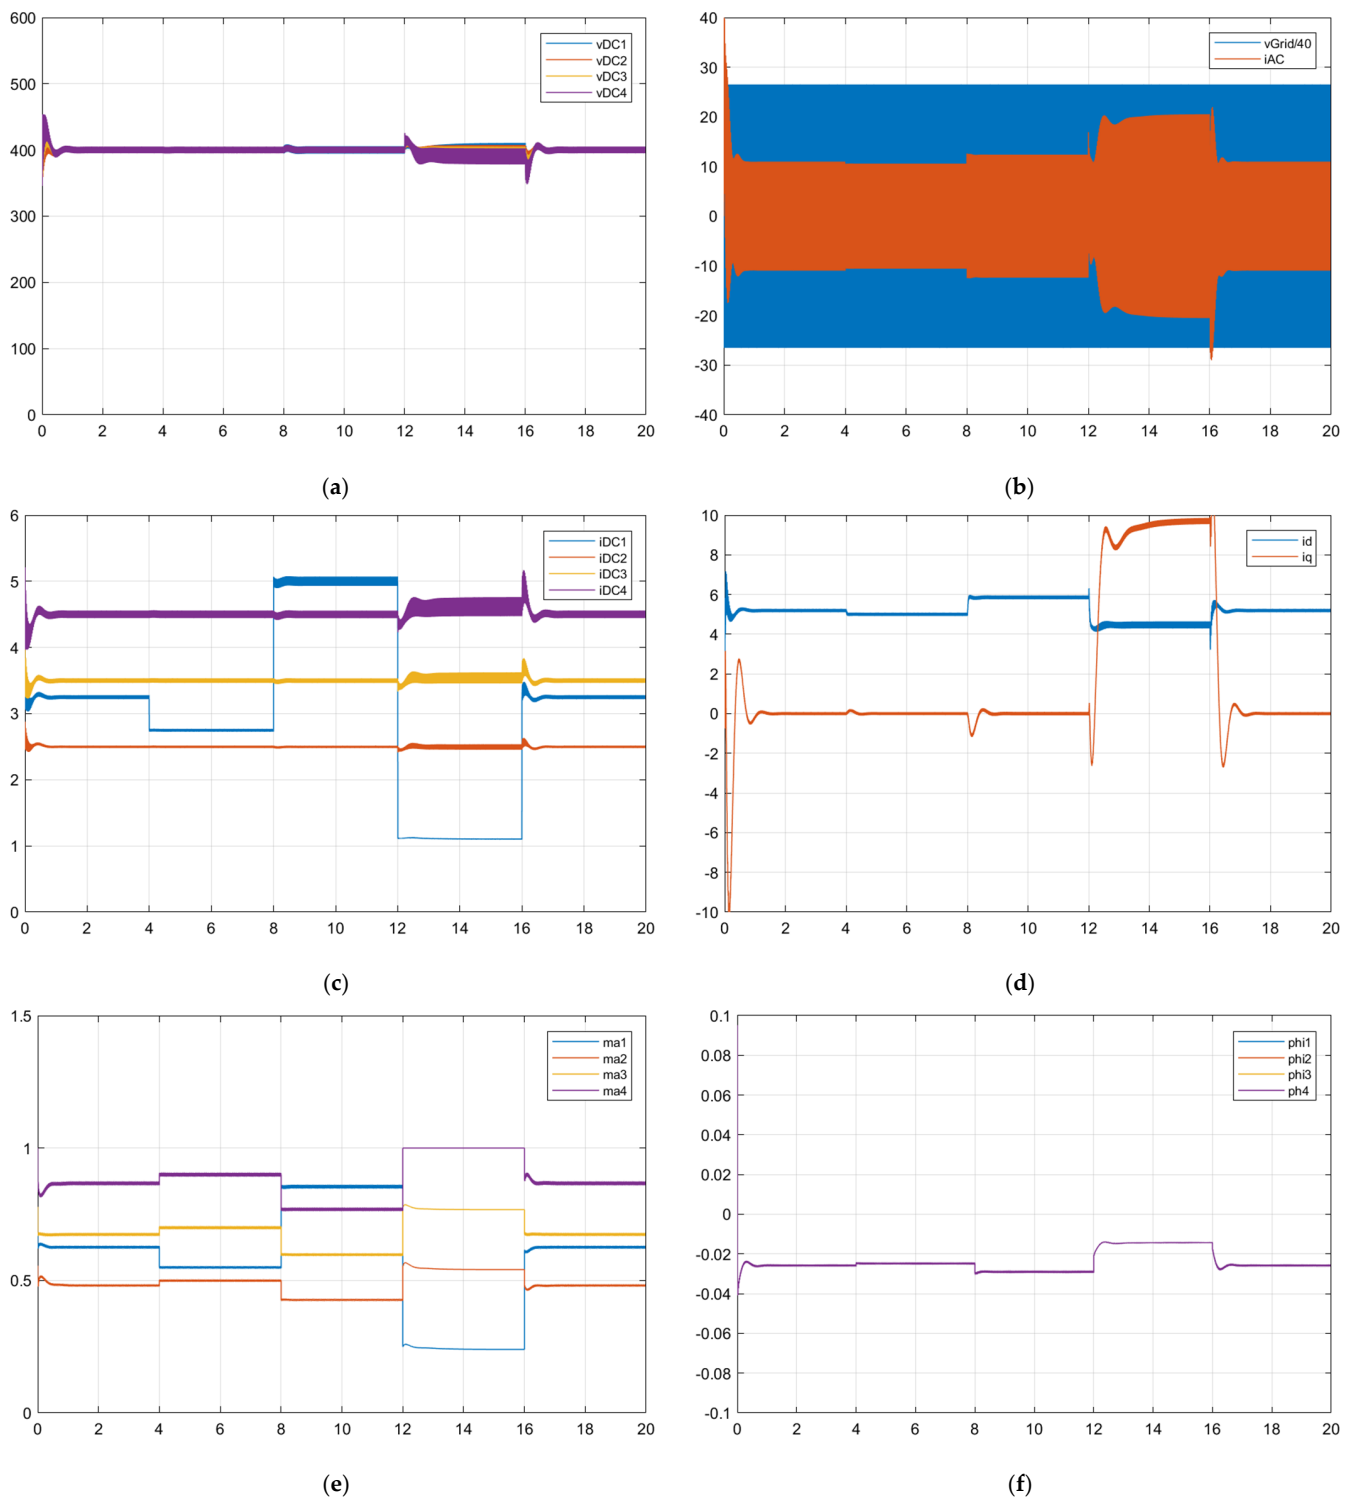 600
500
400
300
200
100
0
0 2 4 6 8 10 12 14 16 18 20
vDC1
vDC2
vDC3
vDC4
(a)
40
30
20
10
0
-10
-20
-30
-40
0 2 4 6 8 10 12 14 16 18 20
vGrid/40
iAC
(b)
6
5
4
3
2
1
0
0 2 4 6 8 10 12 14 16 18 20
iDC1
iDC2
iDC3
iDC4
(c)
10
8
6
4
2
0
-2
-4
-6
-8
-10
0 2 4 6 8 10 12 14 16 18 20
id
iq
(d)
1.5
1
0.5
0
0 2 4 6 8 10 12 14 16 18 20
ma1
ma2
ma3
ma4
(e)
0.1
0.08
0.06
0.04
0.02
0
-0.02
-0.04
-0.06
-0.08
-0.1
0 2 4 6 8 10 12 14 16 18 20
phi1
phi2
phi3
ph4
(f)